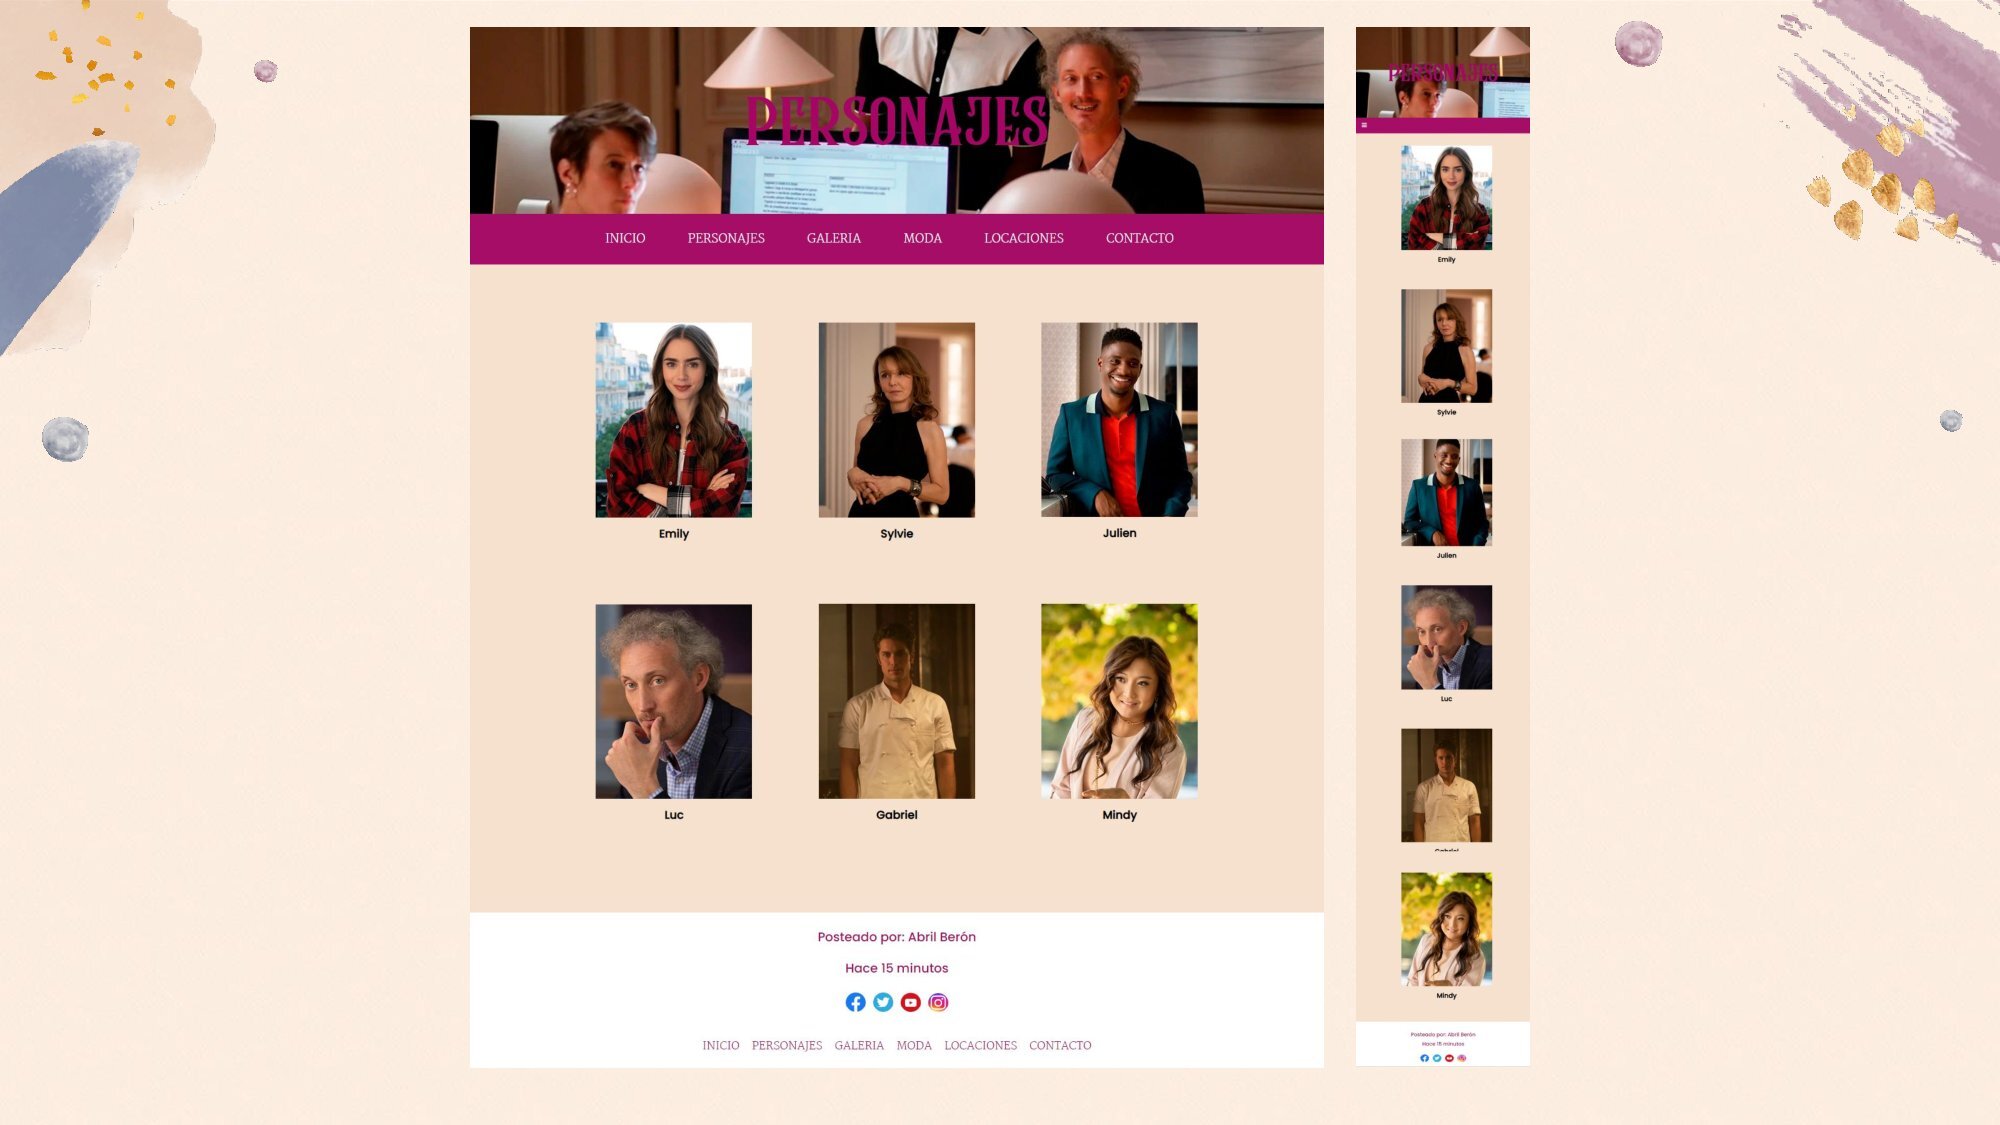 PERSONAJES
INICIO PERSONAJES GALERIA MODA LOCACIONES CONTACTO
Emily Sylvie Julien
Luc Gabriel Mindy
Posteado por: Abril Berón
Hace 15 minutos
INICIO PERSONAJES GALERIA MODA LOCACIONES CONTACTO
PERSONAJES
Emily
Sylvie
Julien
Luc
Gabriel
Mindy
Posteado por: Abril Berón
Hace 15 minutos